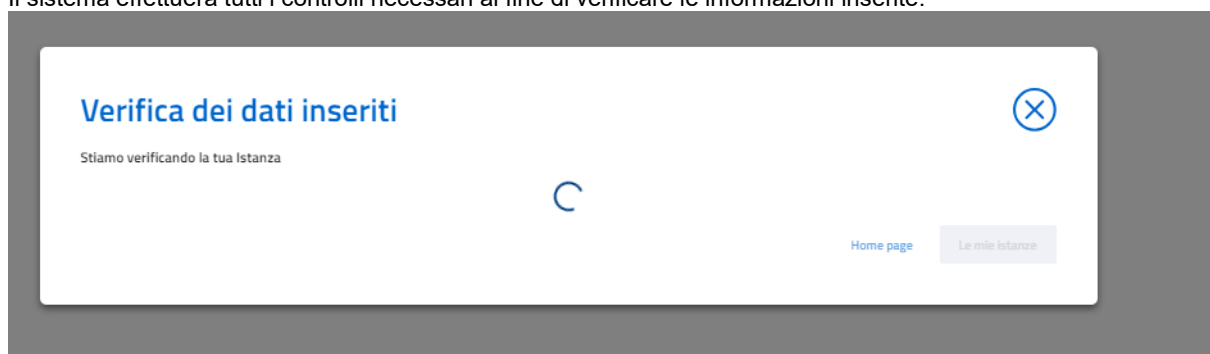 Il sistema effettuerà tutti i controlli necessari al fine di verificare le informazioni inserite.
Verifica dei dati inseriti
Stiamo verificando la tua Istanza
Home page
Le mie istanze